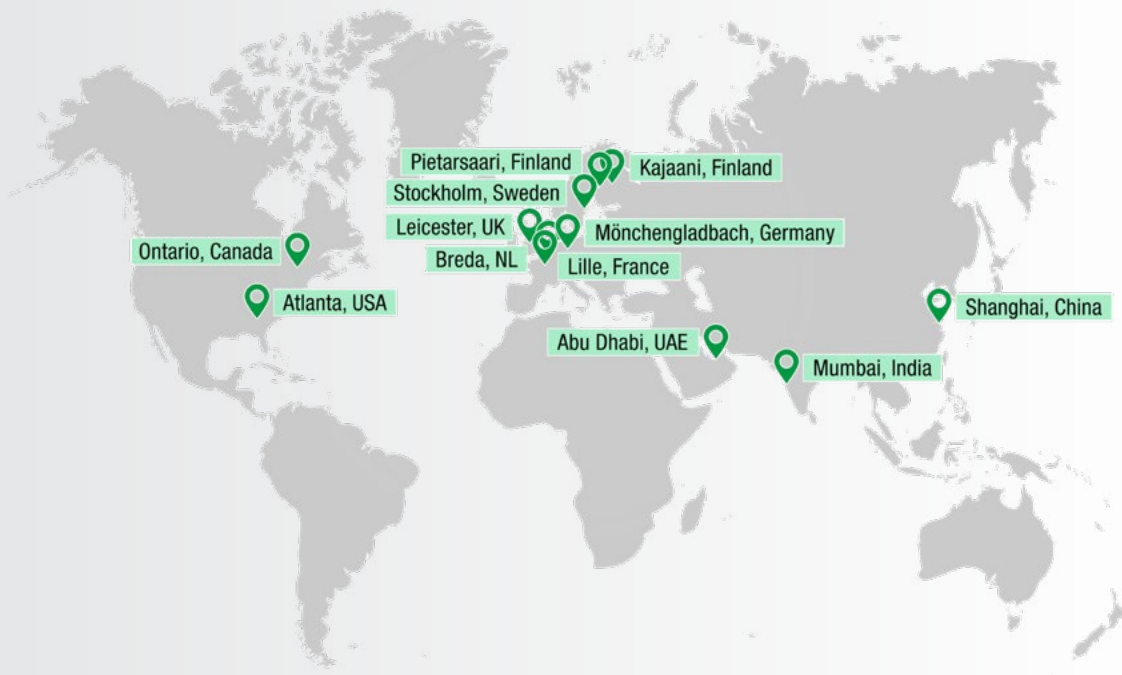 Pietarsaari, Finland
Kajaani, Finland
Stockholm, Sweden
Leicester, UK
Mönchengladbach, Germany
Ontario, Canada
Breda, NL
Lille, France
Atlanta, USA
Shanghai, China
Abu Dhabi, UAE
Mumbai, India